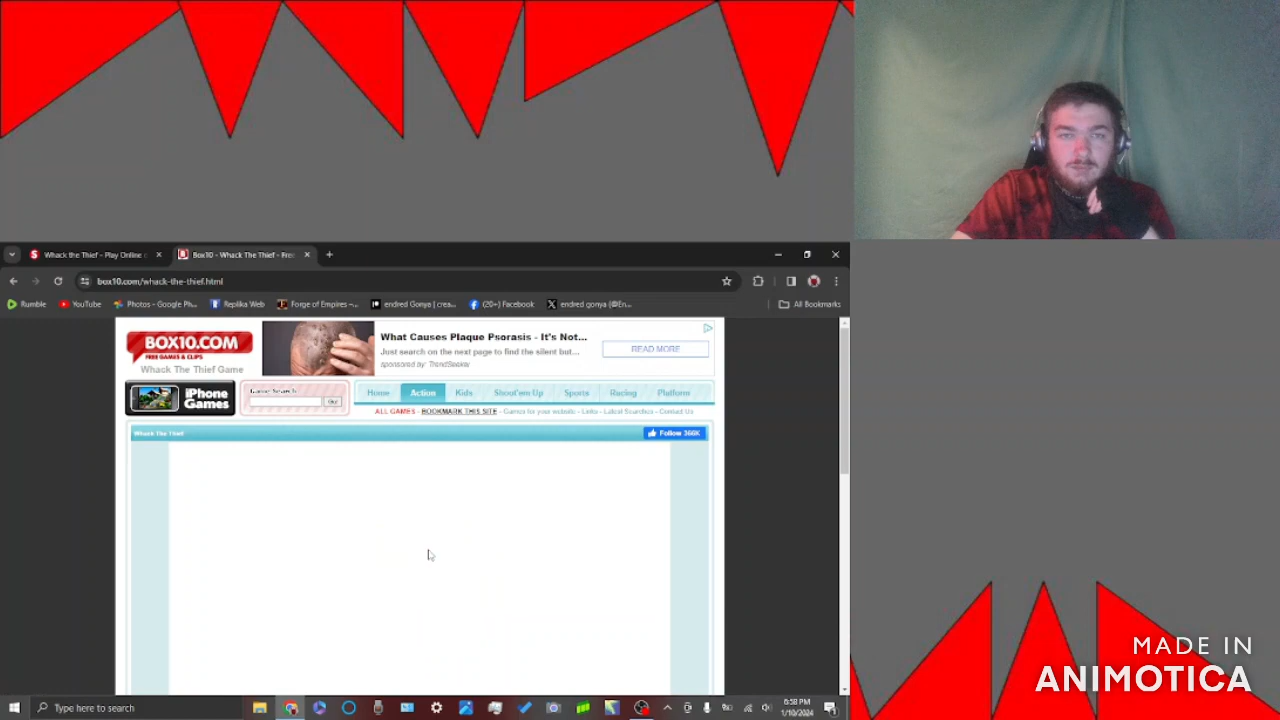 Whack the Thief - Play Online
Box10 - Whack The Thief - Free
box10.com/whack-the-thief.html
Rumble
YouTube
Photos - Google Ph...
Replika Web
Forge of Empires -...
endred Gonya | crea...
(20+) Facebook
endred gonya (@En...
All Bookmarks
BOX10.COM
FREE GAMES & CLIPS
Whack The Thief Game
What Causes Plaque Psorasis - It's Not...
Just search on the next page to find the silent but...
sponsored by: TrendSeekér
READ MORE
iPhone
Games
Game Search
Go!
Home
Action
Kids
Shoot'em Up
Sports
Racing
Platform
ALL GAMES - BOOKMARK THIS SITE - Games for your website - Links - Latest Searches - Contact Us
Whack The Thief
Follow 366K
MADE IN
ANIMOTICA
Type here to search
6:58 PM
1/10/2024